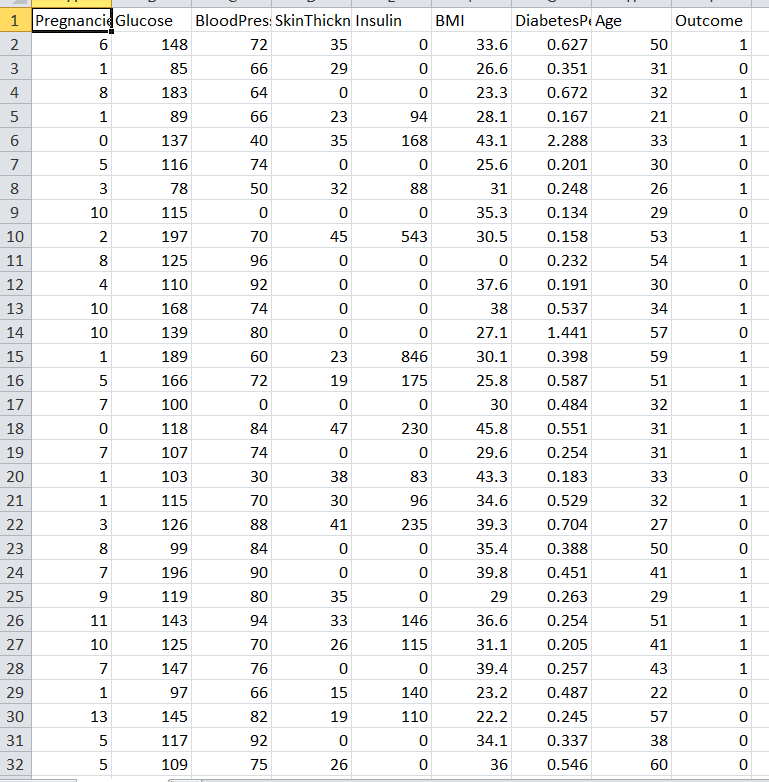 1 Pregnancie Glucose BloodPres: SkinThickn Insulin BMI DiabetesPe Age Outcome
2 6 148 72 35 0 33.6 0.627 50 1
3 1 85 66 29 0 26.6 0.351 31 0
4 8 183 64 0 0 23.3 0.672 32 1
5 1 89 66 23 94 28.1 0.167 21 0
6 0 137 40 35 168 43.1 2.288 33 1
7 5 116 74 0 0 25.6 0.201 30 0
8 3 78 50 32 88 31 0.248 26 1
9 10 115 0 0 0 35.3 0.134 29 0
10 2 197 70 45 543 30.5 0.158 53 1
11 8 125 96 0 0 0 0.232 54 1
12 4 110 92 0 0 37.6 0.191 30 0
13 10 168 74 0 0 38 0.537 34 1
14 10 139 80 0 0 27.1 1.441 57 0
15 1 189 60 23 846 30.1 0.398 59 1
16 5 166 72 19 175 25.8 0.587 51 1
17 7 100 0 0 0 30 0.484 32 1
18 0 118 84 47 230 45.8 0.551 31 1
19 7 107 74 0 0 29.6 0.254 31 1
20 1 103 30 38 83 43.3 0.183 33 0
21 1 115 70 30 96 34.6 0.529 32 1
22 3 126 88 41 235 39.3 0.704 27 0
23 8 99 84 0 0 35.4 0.388 50 0
24 7 196 90 0 0 39.8 0.451 41 1
25 9 119 80 35 0 29 0.263 29 1
26 11 143 94 33 146 36.6 0.254 51 1
27 10 125 70 26 115 31.1 0.205 41 1
28 7 147 76 0 0 39.4 0.257 43 1
29 1 97 66 15 140 23.2 0.487 22 0
30 13 145 82 19 110 22.2 0.245 57 0
31 5 117 92 0 0 34.1 0.337 38 0
32 5 109 75 26 0 36 0.546 60 0